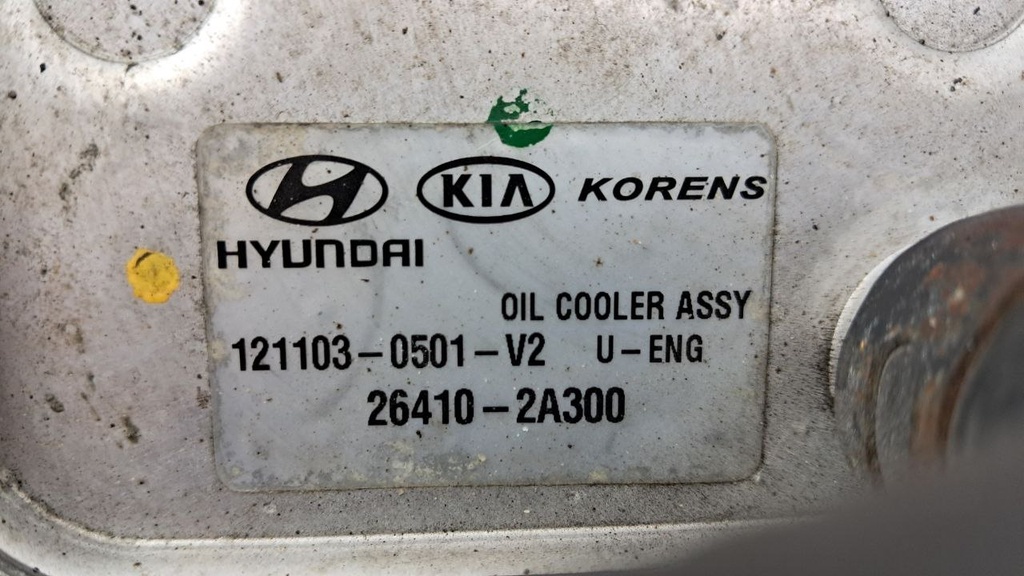 KIA KORENS
HYUNDAI
OIL COOLER ASSY
121103-0501-V2 U-ENG
26410-2A300